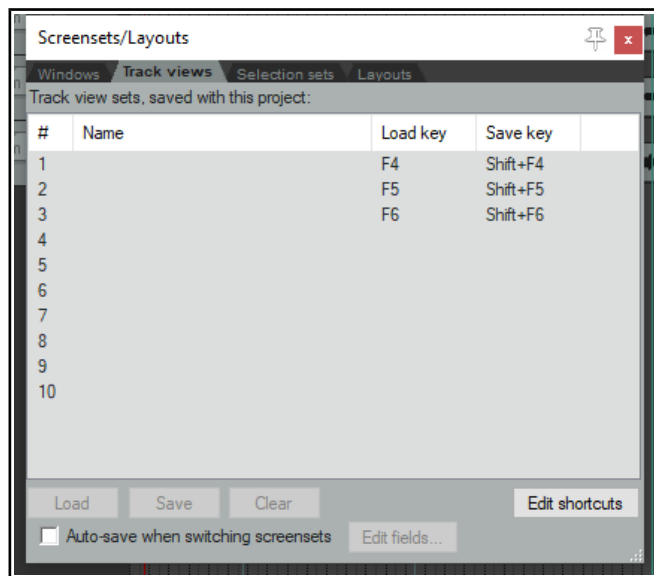 Screensets/Layouts
x
Windows Track views Selection sets Layouts
Track view sets, saved with this project:
# Name Load key Save key
1 F4 Shift+F4
2 F5 Shift+F5
3 F6 Shift+F6
4
5
6
7
8
9
10
Load Save Clear Edit shortcuts
Auto-save when switching screensets Edit fields...